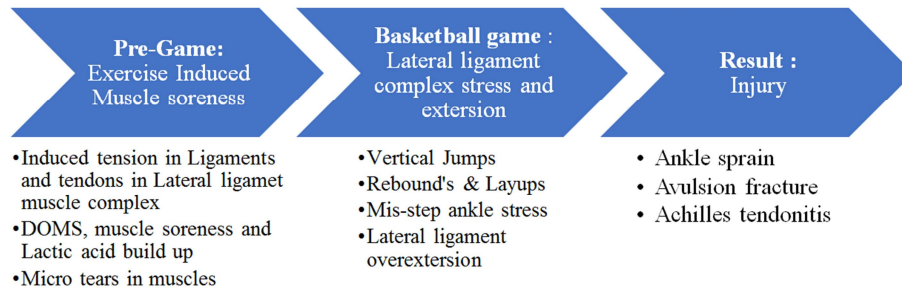 Pre-Game:
Exercise Induced
Muscle soreness
•Induced tension in Ligaments
and tendons in Lateral ligamet
muscle complex
•DOMS, muscle soreness and
Lactic acid build up
•Micro tears in muscles
Basketball game :
Lateral ligament
complex stress and
extersion
•Vertical Jumps
•Rebound's & Layups
•Mis-step ankle stress
•Lateral ligament
overextersion
Result :
Injury
• Ankle sprain
• Avulsion fracture
• Achilles tendonitis